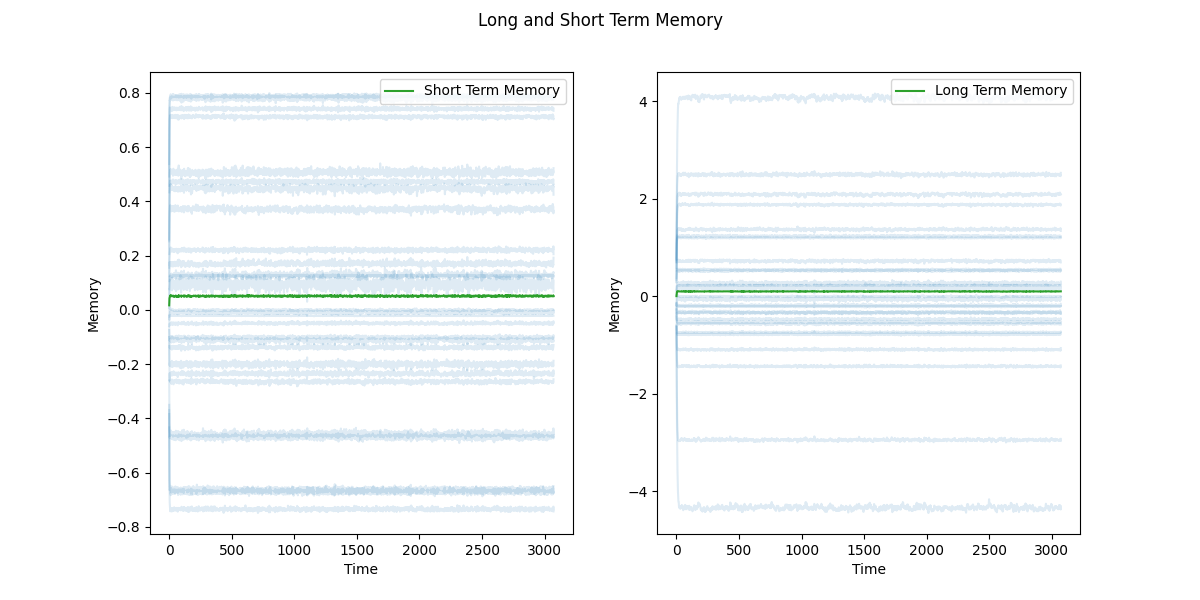 Long and Short Term Memory
Short Term Memory
0.8
0.6
0.4
0.2
0.0
−0.2
−0.4
−0.6
−0.8
Memory
0 500 1000 1500 2000 2500 3000
Time
Long Term Memory
4
2
0
−2
−4
Memory
0 500 1000 1500 2000 2500 3000
Time